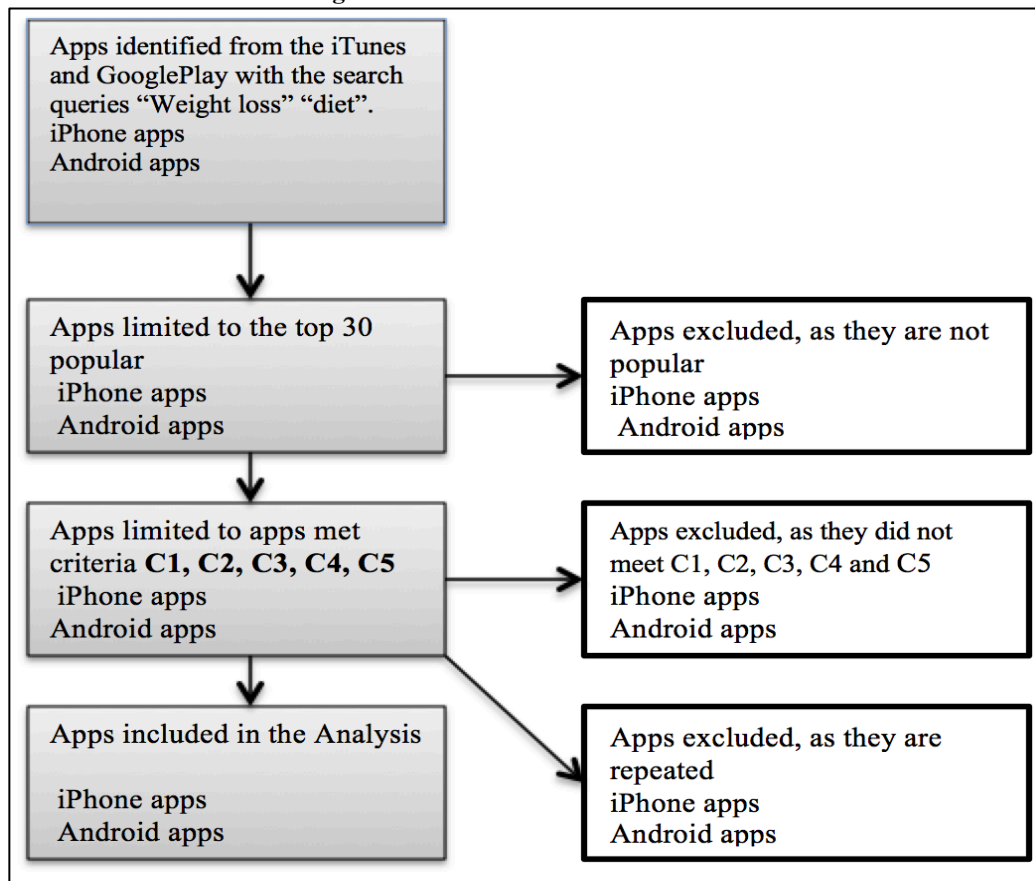 Apps identified from the iTunes
and GooglePlay with the search
queries “Weight loss” “diet”.
iPhone apps
Android apps
Apps limited to the top 30
popular
iPhone apps
Android apps
Apps excluded, as they are not
popular
iPhone apps
Android apps
Apps limited to apps met
criteria C1, C2, C3, C4, C5
iPhone apps
Android apps
Apps excluded, as they did not
meet C1, C2, C3, C4 and C5
iPhone apps
Android apps
Apps included in the Analysis
iPhone apps
Android apps
Apps excluded, as they are
repeated
iPhone apps
Android apps